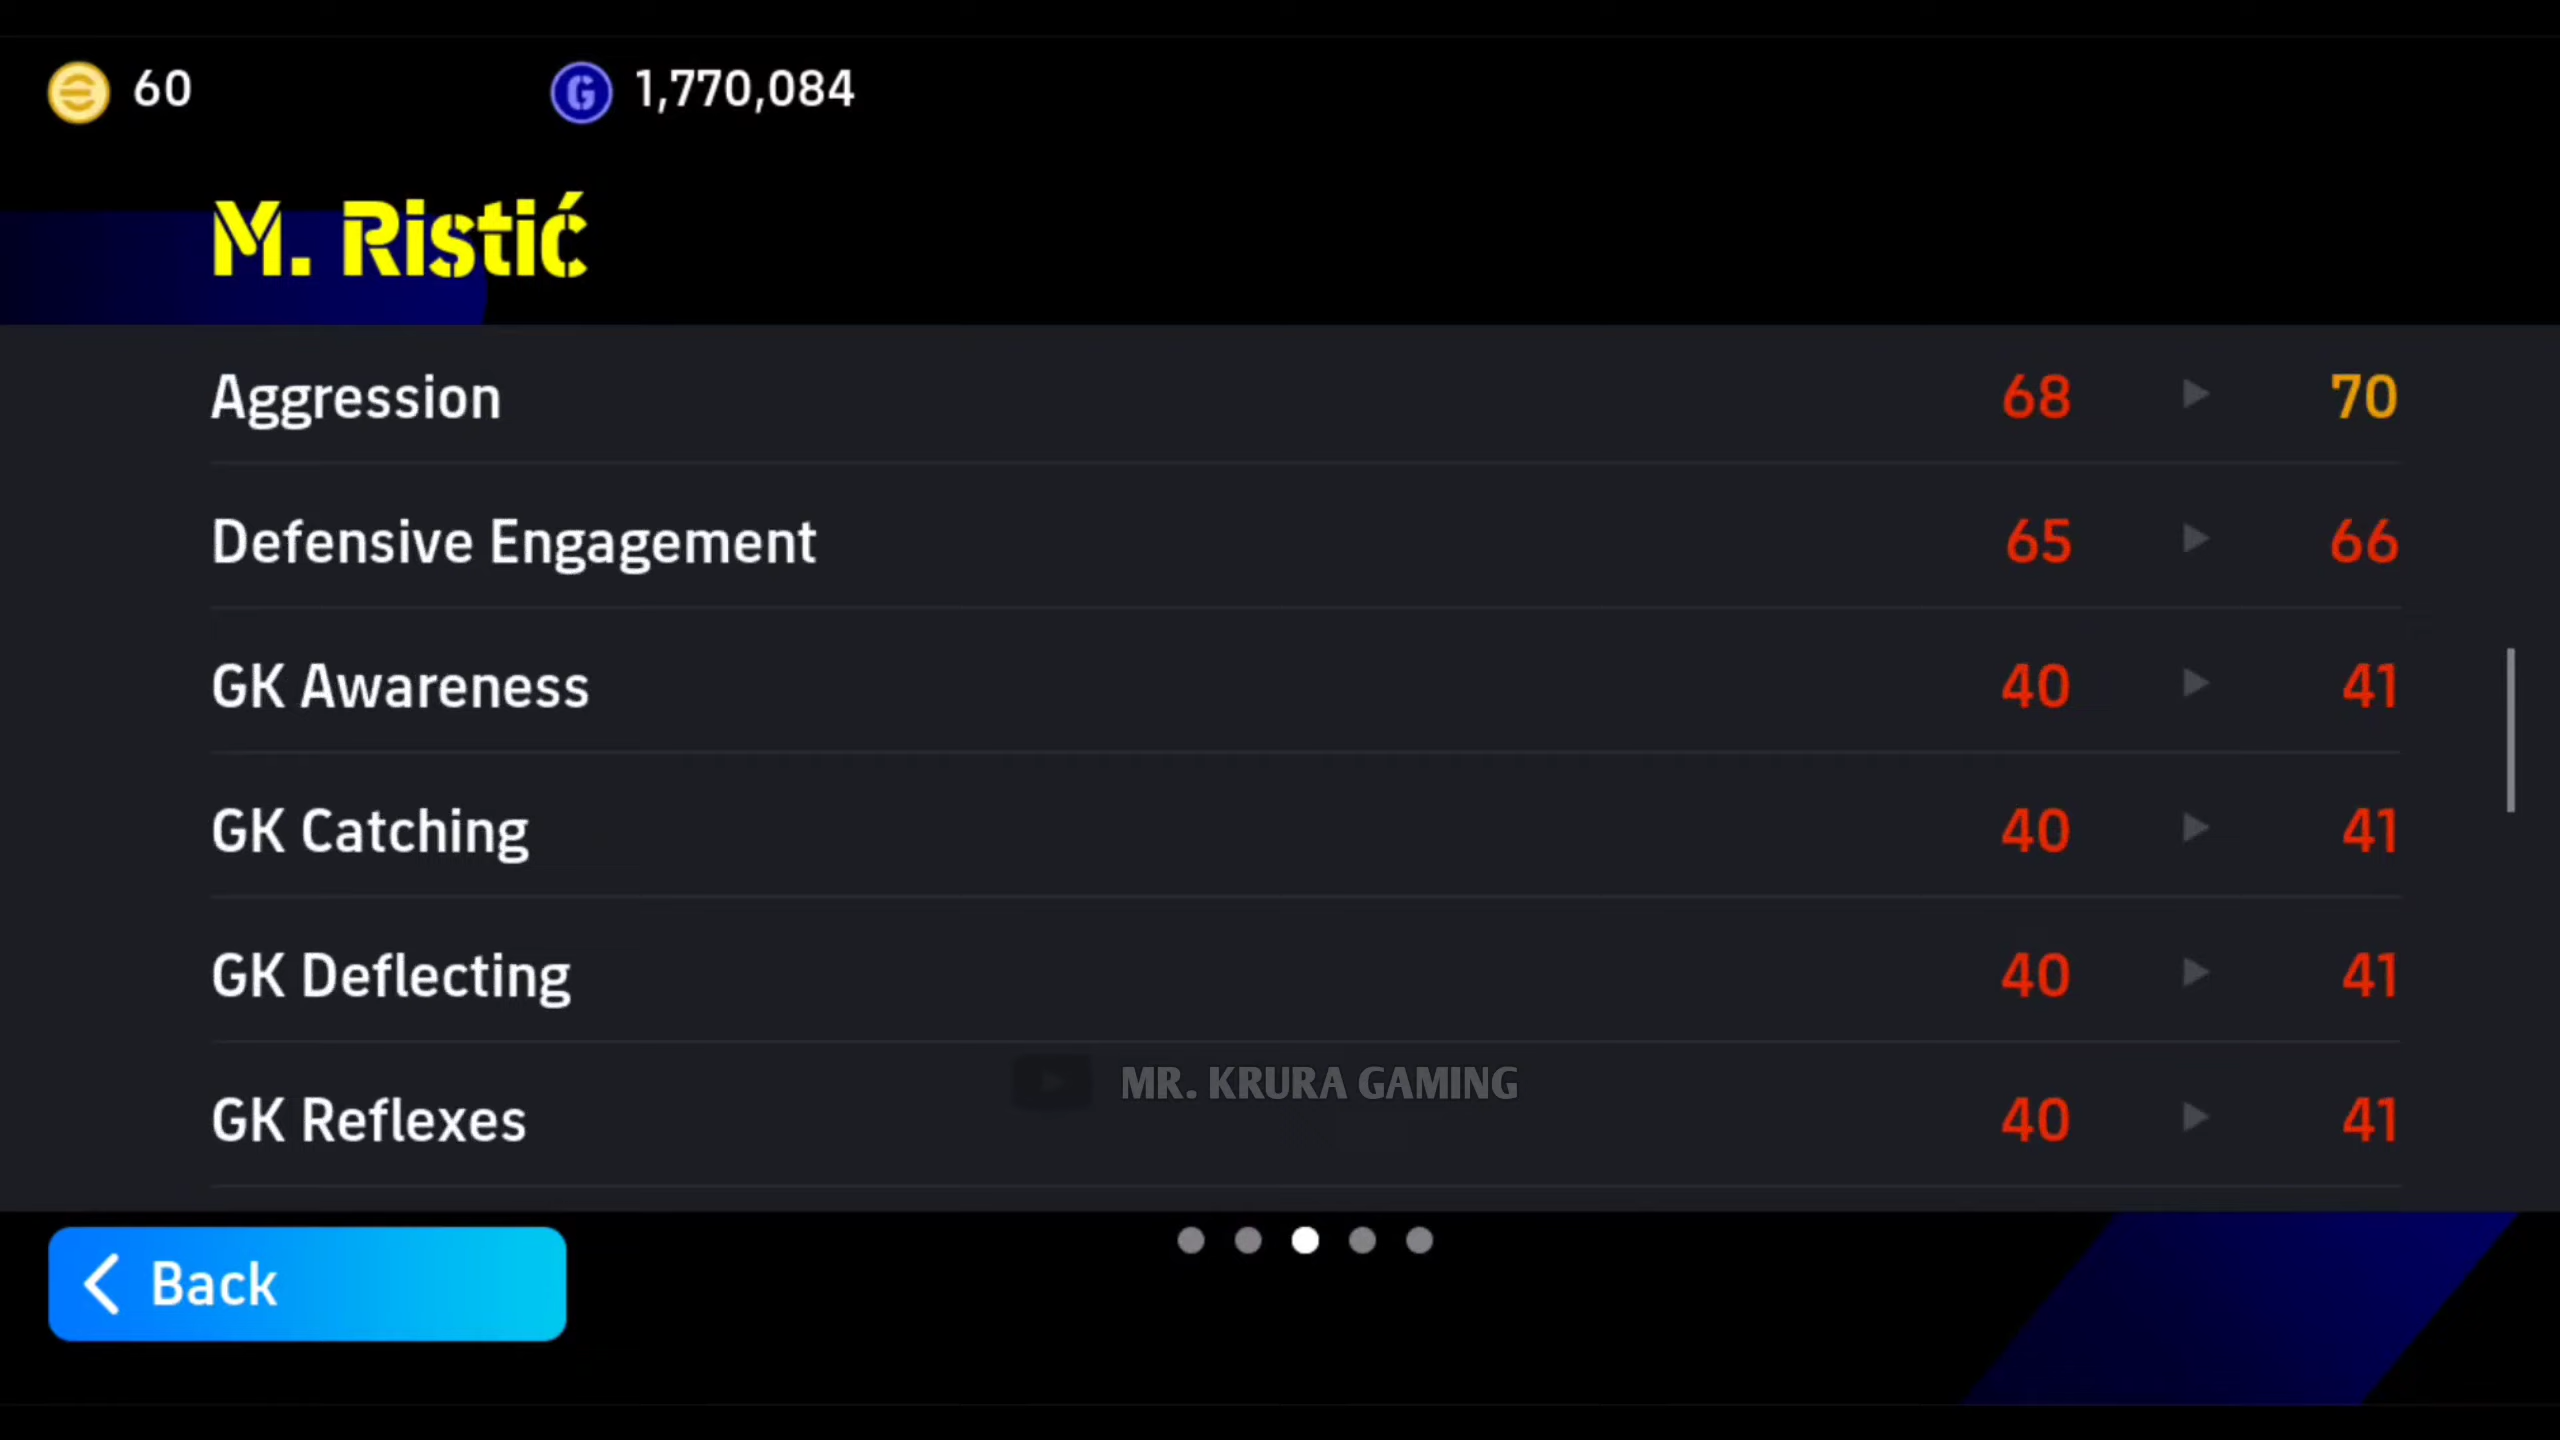 60 1,770,084
M. Ristić
Aggression 68 70
Defensive Engagement 65 66
GK Awareness 40 41
GK Catching 40 41
GK Deflecting 40 41
MR. KRURA GAMING
GK Reflexes 40 41
Back